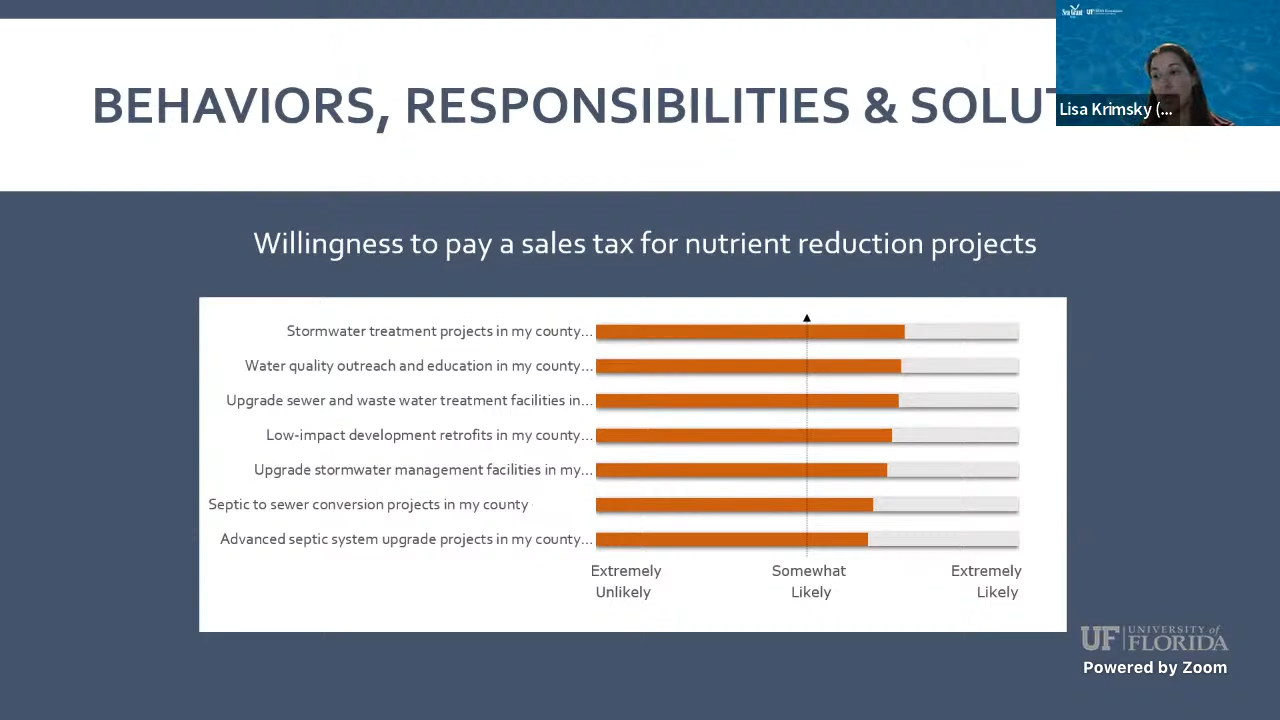 BEHAVIORS, RESPONSIBILITIES & SOLUT
Sea Grant UF
Lisa Krimsky (...
Willingness to pay a sales tax for nutrient reduction projects
Stormwater treatment projects in my county...
Water quality outreach and education in my county...
Upgrade sewer and waste water treatment facilities in...
Low-impact development retrofits in my county...
Upgrade stormwater management facilities in my...
Septic to sewer conversion projects in my county
Advanced septic system upgrade projects in my county...
Extremely Unlikely
Somewhat Likely
Extremely Likely
UF UNIVERSITY of FLORIDA
Powered by Zoom